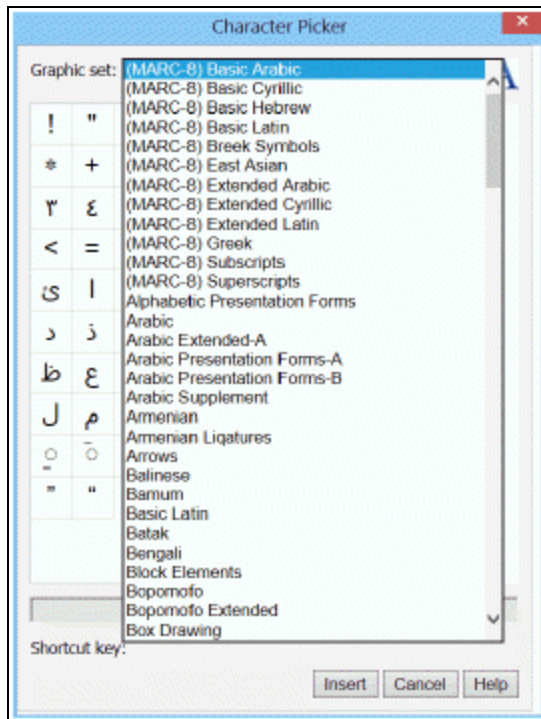 Character Picker
Graphic set: (MARC-8) Basic Arabic
(MARC-8) Basic Cyrillic
(MARC-8) Basic Hebrew
(MARC-8) Basic Latin
(MARC-8) Breek Symbols
(MARC-8) East Asian
(MARC-8) Extended Arabic
(MARC-8) Extended Cyrillic
(MARC-8) Extended Latin
(MARC-8) Greek
(MARC-8) Subscripts
(MARC-8) Superscripts
Alphabetic Presentation Forms
Arabic
Arabic Extended-A
Arabic Presentation Forms-A
Arabic Presentation Forms-B
Arabic Supplement
Armenian
Armenian Ligatures
Arrows
Balinese
Bamum
Basic Latin
Batak
Bengali
Block Elements
Bopomofo
Bopomofo Extended
Box Drawing
! "
* +
٣ ٤
< =
ئ ا
د ذ
ظ ع
ل م
” “
Shortcut key:
Insert Cancel Help